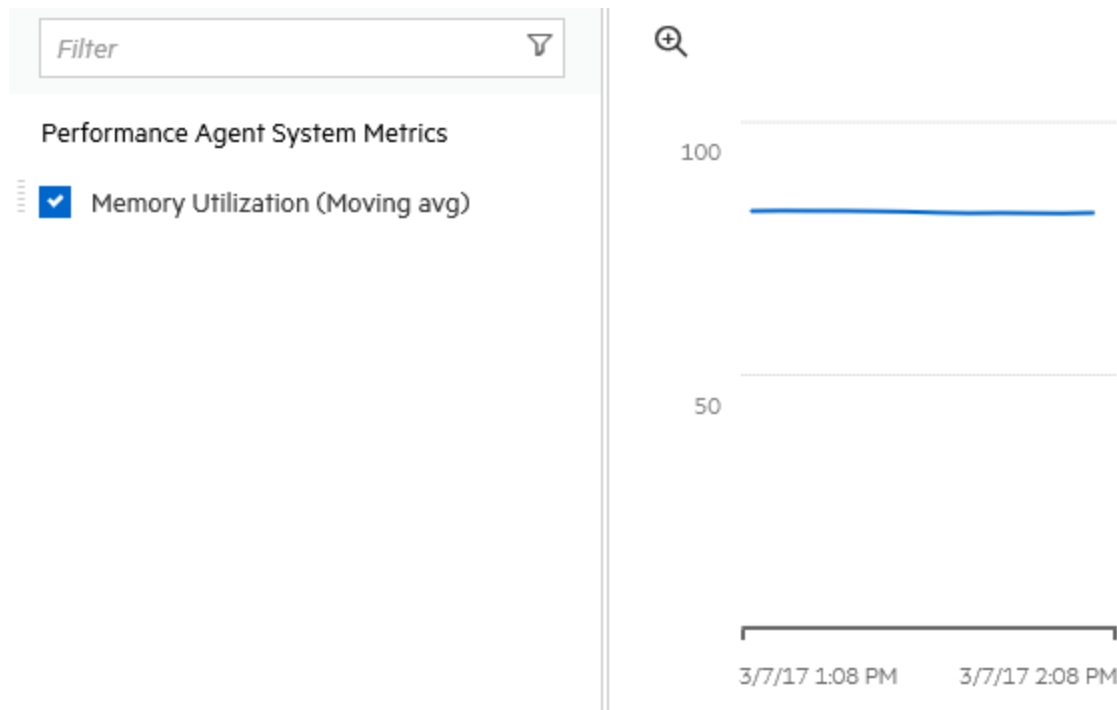 Filter
Performance Agent System Metrics
Memory Utilization (Moving avg)
100
50
3/7/17 1:08 PM 3/7/17 2:08 PM